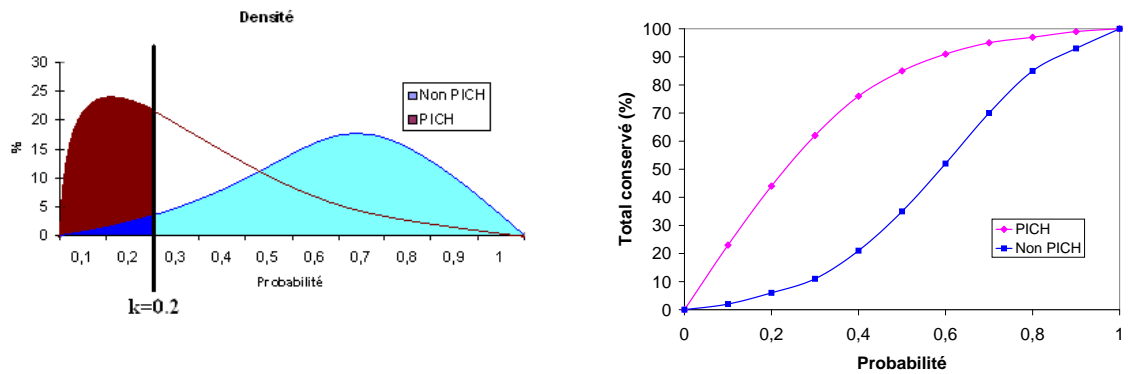 Densité
30
25
20
15
10
5
0
%
Non PICH
PICH
0,1 0,2 0,3 0,4 0,5 0,6 0,7 0,8 0,9 1
Probabilité
k=0.2
100
90
80
70
60
50
40
30
20
10
0
Total conservé (%)
PICH
Non PICH
0 0,2 0,4 0,6 0,8 1
Probabilité